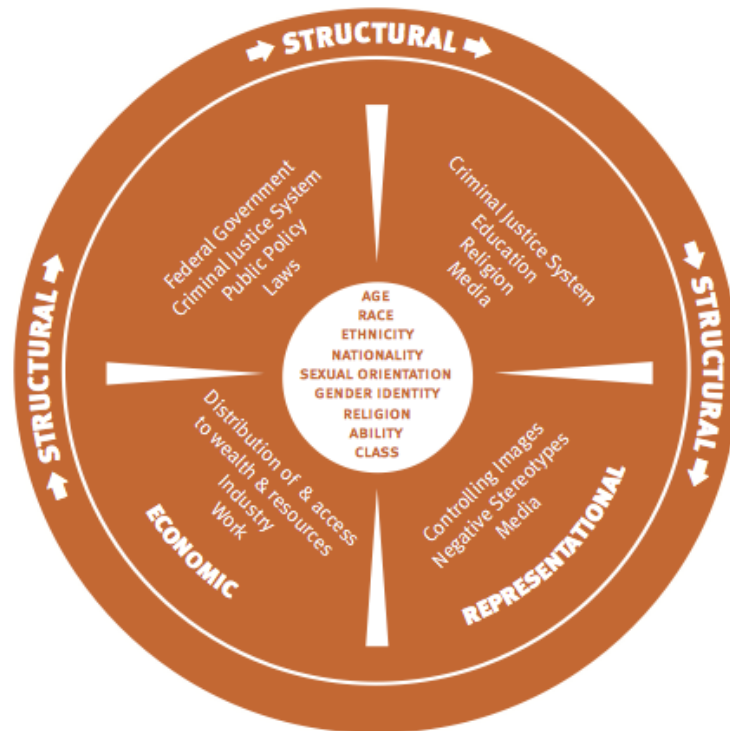 STRUCTURAL
STRUCTURAL
STRUCTURAL
Federal Government
Criminal Justice System
Public Policy
Laws
Criminal Justice System
Education
Religion
Media
AGE
RACE
ETHNICITY
NATIONALITY
SEXUAL ORIENTATION
GENDER IDENTITY
RELIGION
ABILITY
CLASS
Distribution of & access
to wealth & resources
Industry
Work
ECONOMIC
Controlling Images
Negative Stereotypes
Media
REPRESENTATIONAL